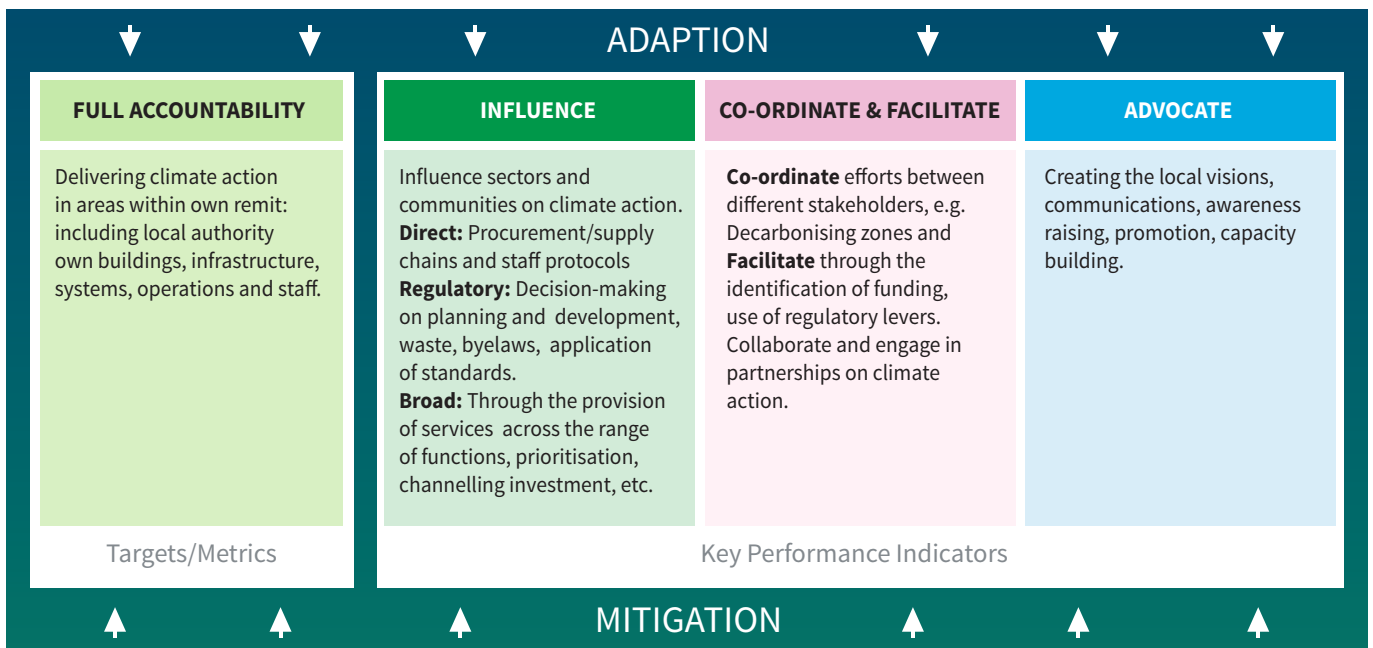 ADAPTION
FULL ACCOUNTABILITY
Delivering climate action
in areas within own remit:
including local authority
own buildings, infrastructure,
systems, operations and staff.
Targets/Metrics
INFLUENCE
Influence sectors and
communities on climate action.
Direct: Procurement/supply
chains and staff protocols
Regulatory: Decision-making
on planning and development,
waste, byelaws, application
of standards.
Broad: Through the provision
of services across the range
of functions, prioritisation,
channelling investment, etc.
CO-ORDINATE & FACILITATE
Co-ordinate efforts between
different stakeholders, e.g.
Decarbonising zones and
Facilitate through the
identification of funding,
use of regulatory levers.
Collaborate and engage in
partnerships on climate
action.
ADVOCATE
Creating the local visions,
communications, awareness
raising, promotion, capacity
building.
Key Performance Indicators
MITIGATION